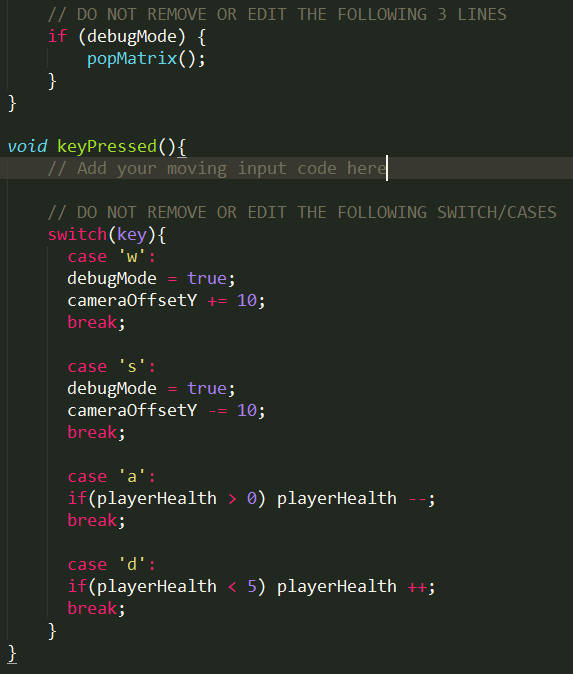 // DO NOT REMOVE OR EDIT THE FOLLOWING 3 LINES
if (debugMode) {
popMatrix();
}
}
void keyPressed(){
// Add your moving input code here
// DO NOT REMOVE OR EDIT THE FOLLOWING SWITCH/CASES
switch(key){
case 'w':
debugMode = true;
cameraOffsetY += 10;
break;
case 's':
debugMode = true;
cameraOffsetY -= 10;
break;
case 'a':
if(playerHealth > 0) playerHealth --;
break;
case 'd':
if(playerHealth < 5) playerHealth ++;
break;
}
}